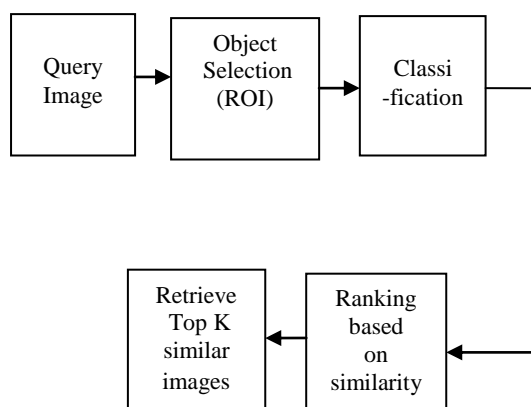 Query
Image
Object
Selection
(ROI)
Classi
-fication
Retrieve
Top K
similar
images
Ranking
based
on
similarity